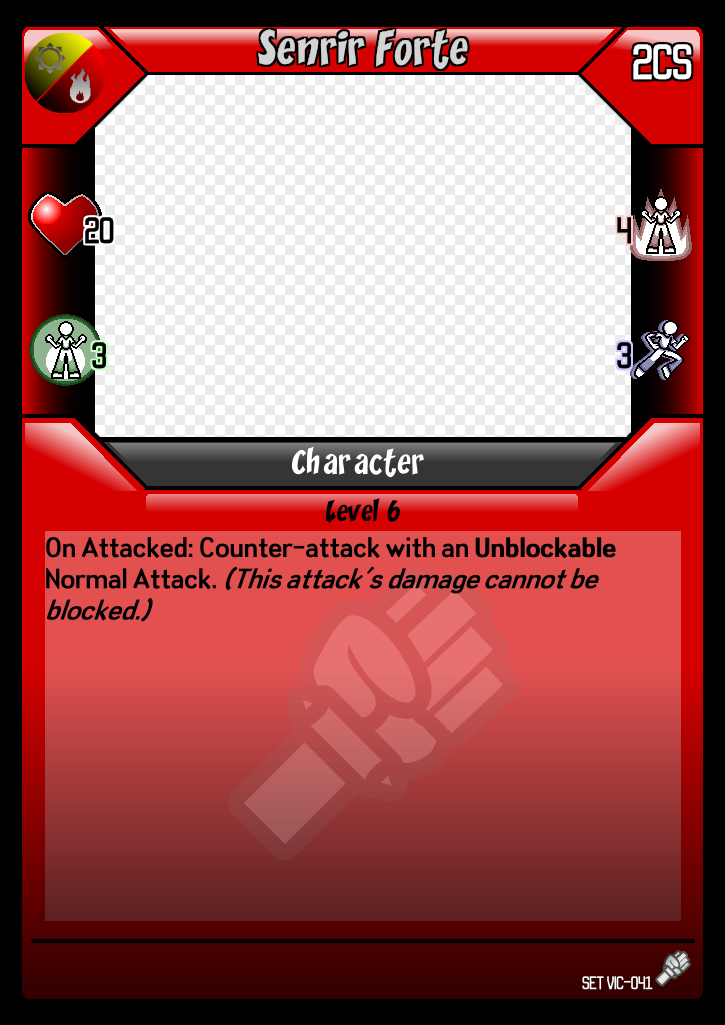 Senrir Forte
2CS
20
4
3
3
Character
Level 6
On Attacked: Counter-attack with an Unblockable
Normal Attack. (This attack's damage cannot be
blocked.)
SET VIC-041